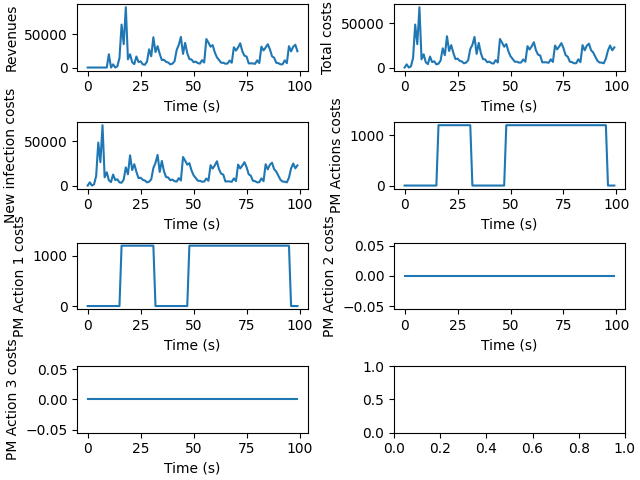 Revenues
50000
0
0 25 50 75 100
Time (s)
Total costs
50000
0
0 25 50 75 100
Time (s)
New infection costs
50000
0
0 25 50 75 100
Time (s)
PM Actions costs
1000
0
0 25 50 75 100
Time (s)
PM Action 1 costs
1000
0
0 25 50 75 100
Time (s)
PM Action 2 costs
0.05
0.00
−0.05
0 25 50 75 100
Time (s)
PM Action 3 costs
0.05
0.00
−0.05
0 25 50 75 100
Time (s)
1.0
0.5
0.0
0.0 0.2 0.4 0.6 0.8 1.0